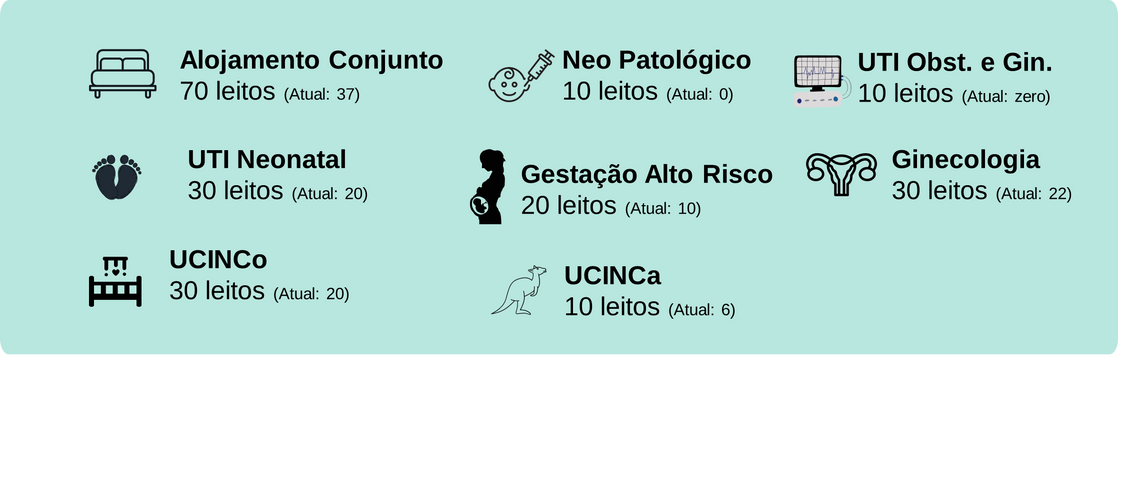 Alojamento Conjunto
70 leitos (Atual: 37)
Neo Patológico
10 leitos (Atual: 0)
UTI Obst. e Gin.
10 leitos (Atual: zero)
UTI Neonatal
30 leitos (Atual: 20)
Gestação Alto Risco
20 leitos (Atual: 10)
Ginecologia
30 leitos (Atual: 22)
UCINCo
30 leitos (Atual: 20)
UCINCa
10 leitos (Atual: 6)